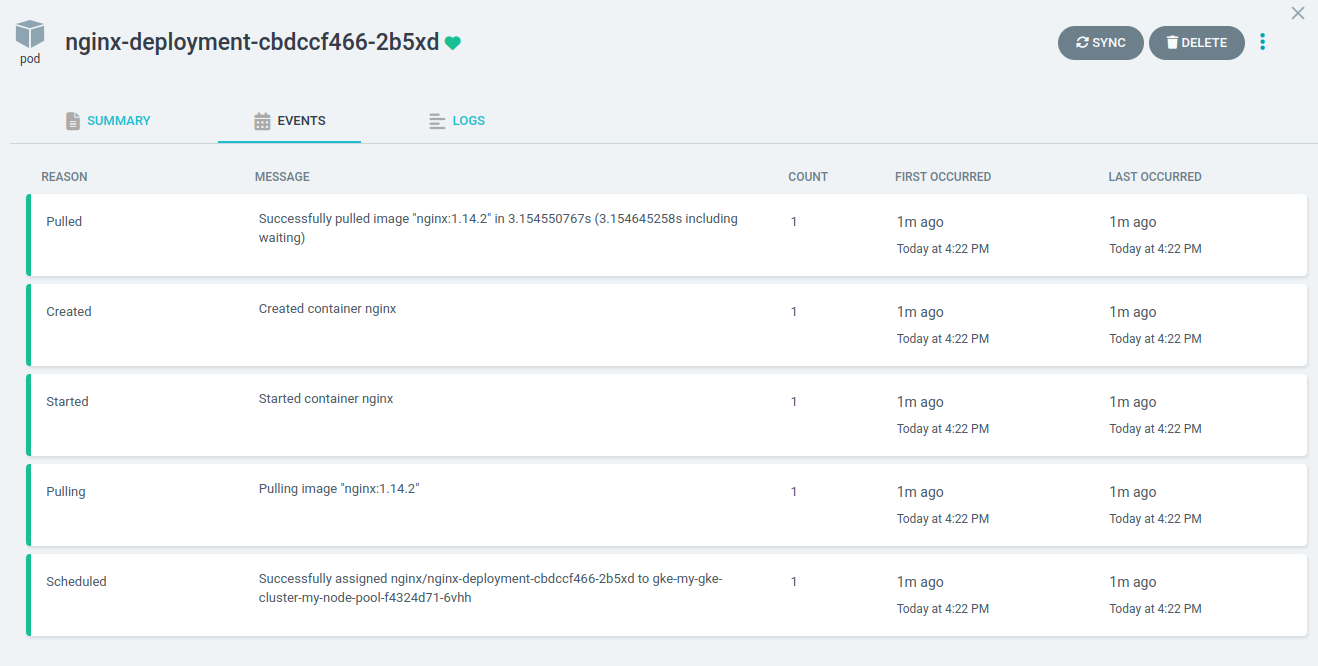 nginx-deployment-cbdccf466-2b5xd
pod
SYNC
DELETE
SUMMARY
EVENTS
LOGS
REASON MESSAGE COUNT FIRST OCCURRED LAST OCCURRED
Pulled
Successfully pulled image "nginx:1.14.2" in 3.154550767s (3.154645258s including
waiting)
1
1m ago
Today at 4:22 PM
1m ago
Today at 4:22 PM
Created
Created container nginx
1
1m ago
Today at 4:22 PM
1m ago
Today at 4:22 PM
Started
Started container nginx
1
1m ago
Today at 4:22 PM
1m ago
Today at 4:22 PM
Pulling
Pulling image "nginx:1.14.2"
1
1m ago
Today at 4:22 PM
1m ago
Today at 4:22 PM
Scheduled
Successfully assigned nginx/nginx-deployment-cbdccf466-2b5xd to gke-my-gke-
cluster-my-node-pool-f4324d71-6vhh
1
1m ago
Today at 4:22 PM
1m ago
Today at 4:22 PM